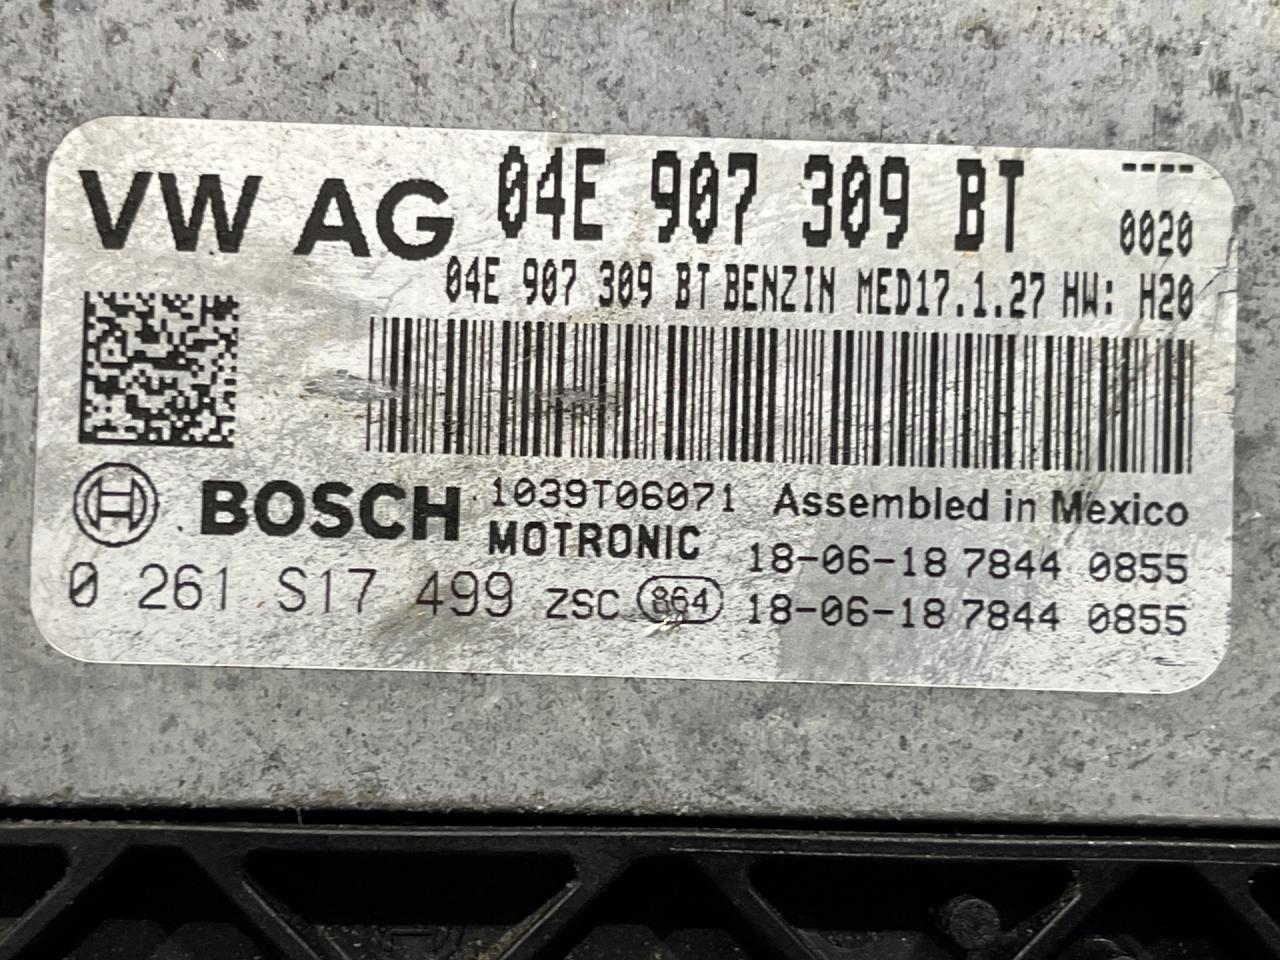 VW AG 04E 907 309 BT ----
0020
04E 907 309 BT BENZIN MED17.1.27 HW: H20
BOSCH 1039T06071 Assembled in Mexico
MOTRONIC 18-06-18 7844 0855
0 261 S17 499 ZSC 864 18-06-18 7844 0855